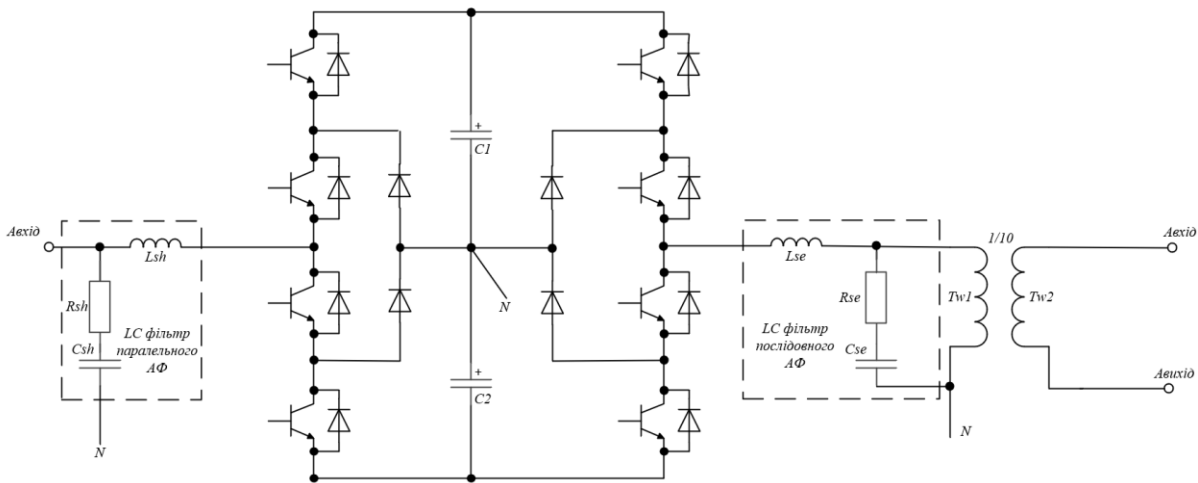 Авхід
Lsh
Rsh
Csh
LC фільтр
паралельного
АФ
N
+
C1
N
+
C2
Lse
Rse
Cse
LC фільтр
послідовного
АФ
1/10
Tw1
Tw2
N
Авхід
Авихід